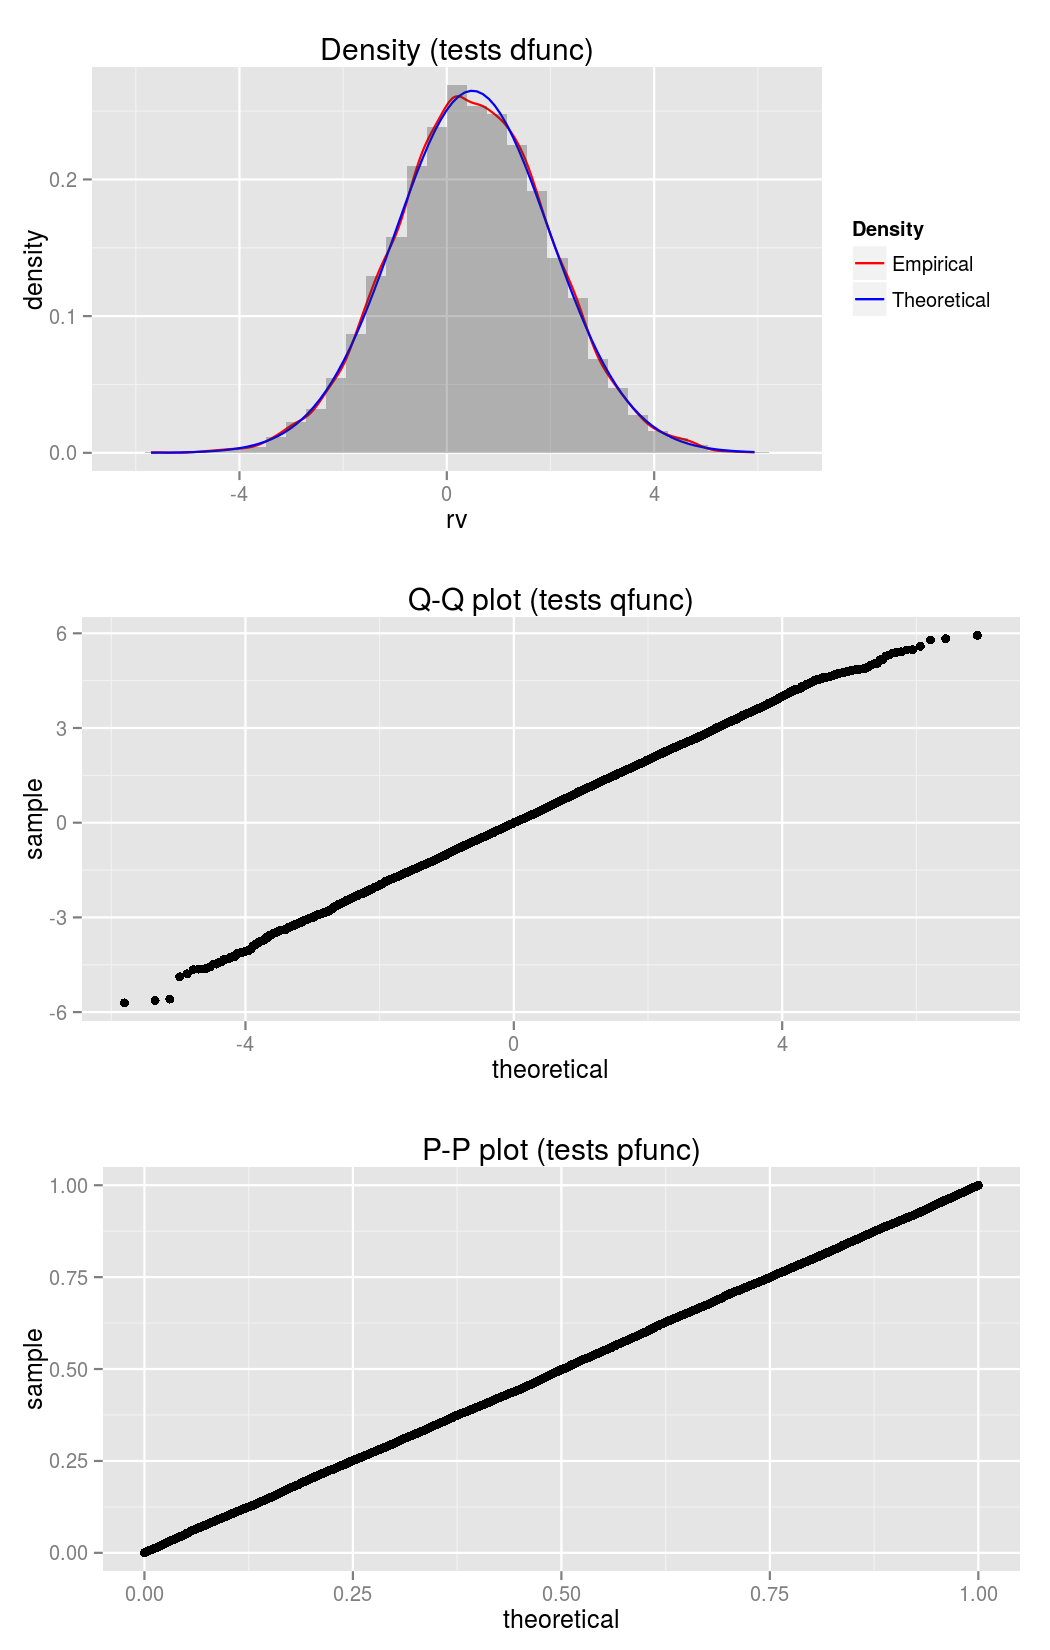 Density (tests dfunc)
density
0.2
0.1
0.0
-4 0 4
rv
Density
Empirical
Theoretical
Q-Q plot (tests qfunc)
sample
6
3
0
-3
-6
-4 0 4
theoretical
P-P plot (tests pfunc)
sample
1.00
0.75
0.50
0.25
0.00
0.00 0.25 0.50 0.75 1.00
theoretical